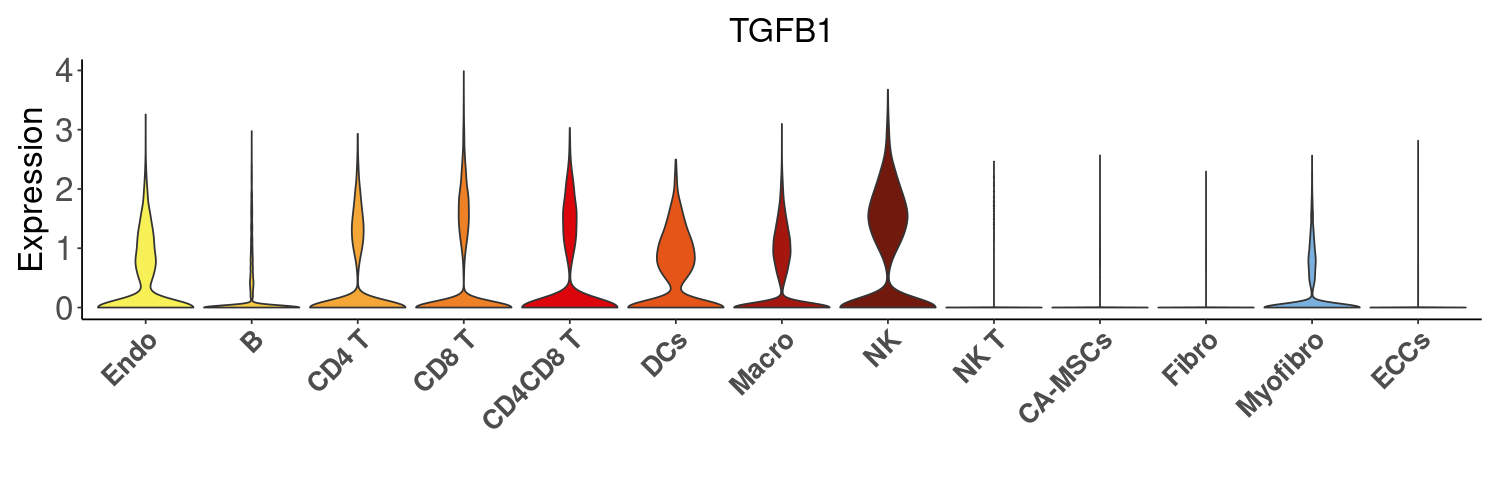 TGFB1
Expression
4
3
2
1
0
Endo
B
CD4 T
CD8 T
CD4CD8 T
DCs
Macro
NK
NK T
CA-MSCs
Fibro
Myofibro
ECCs